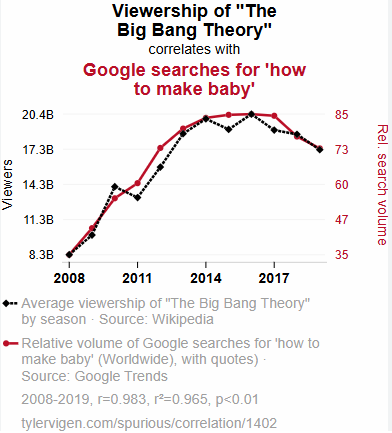 Viewership of "The
Big Bang Theory"
correlates with
Google searches for 'how
to make baby'
20.4B
17.3B
14.3B
11.3B
8.3B
Viewers
85
73
60
47
35
Rel. search volume
2008
2011
2014
2017
Average viewership of "The Big Bang Theory"
by season · Source: Wikipedia
Relative volume of Google searches for 'how to
make baby' (Worldwide), with quotes) ·
Source: Google Trends
2008-2019, r=0.983, r²=0.965, p<0.01
tylervigen.com/spurious/correlation/1402